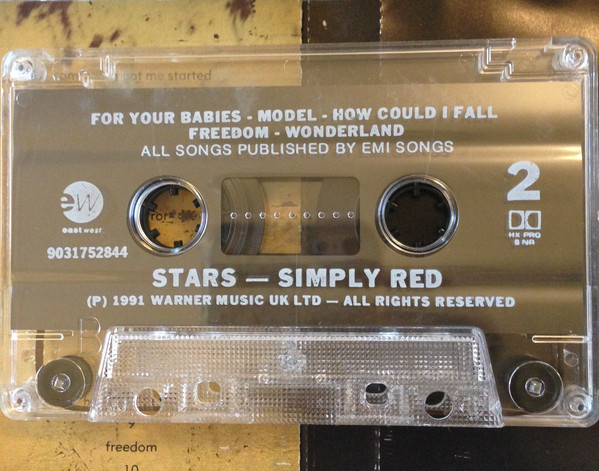 me started
FOR YOUR BABIES - MODEL - HOW COULD I FALL
FREEDOM - WONDERLAND
ALL SONGS PUBLISHED BY EMI SONGS
ew
east west
9031752844
2
HX PRO
B NR
STARS — SIMPLY RED
(P) 1991 WARNER MUSIC UK LTD — ALL RIGHTS RESERVED
freedom
10